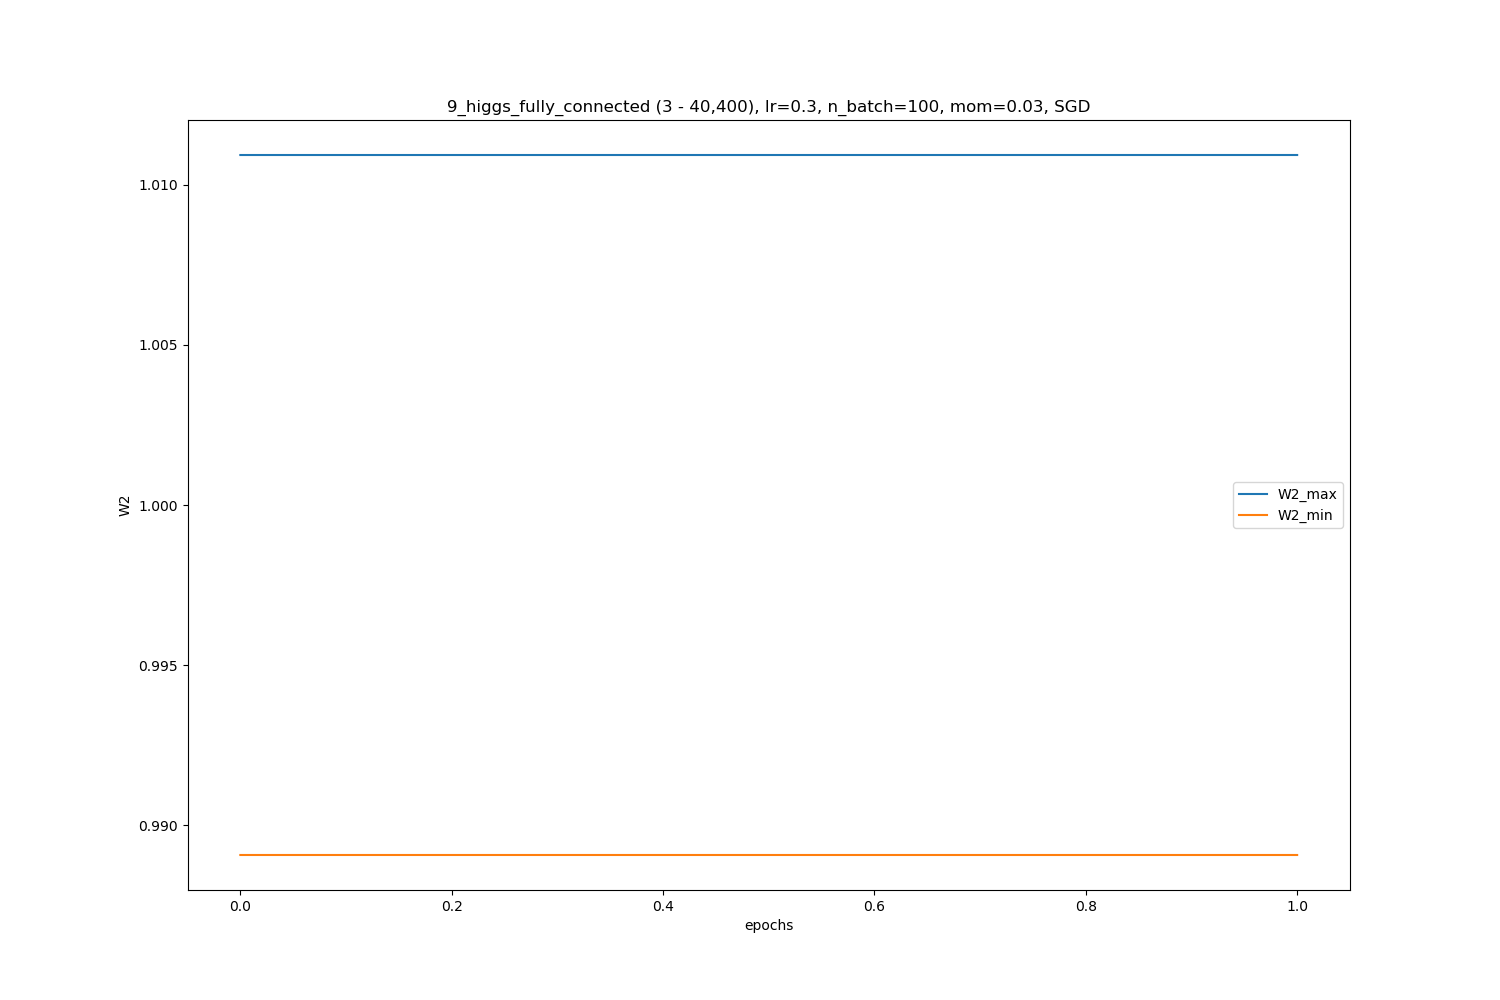 9_higgs_fully_connected (3 - 40,400), lr=0.3, n_batch=100, mom=0.03, SGD
1.010
1.005
1.000
0.995
0.990
W2
W2_max
W2_min
0.0 0.2 0.4 0.6 0.8 1.0
epochs